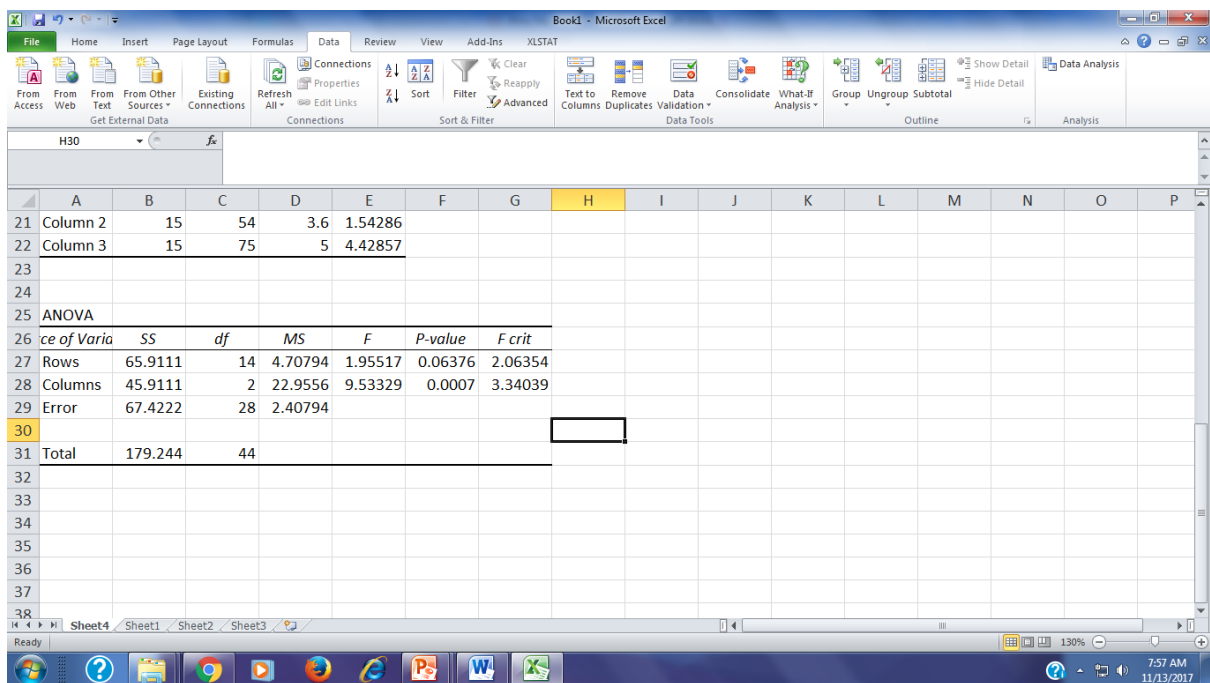 Book1 - Microsoft Excel
File Home Insert Page Layout Formulas Data Review View Add-Ins XLSTAT
From Access
From Web
From Text
From Other Sources
Existing Connections
Get External Data
Refresh All
Connections
Properties
Edit Links
Connections
Sort
Filter
Clear
Reapply
Advanced
Sort & Filter
Text to Columns
Remove Duplicates
Data Validation
Consolidate
What-If Analysis
Data Tools
Group
Ungroup
Subtotal
Show Detail
Hide Detail
Outline
Data Analysis
Analysis
H30 fx
A B C D E F G H I J K L M N O P
21 Column 2 15 54 3.6 1.54286
22 Column 3 15 75 5 4.42857
23
24
25 ANOVA
26 ce of Varia SS df MS F P-value F crit
27 Rows 65.9111 14 4.70794 1.95517 0.06376 2.06354
28 Columns 45.9111 2 22.9556 9.53329 0.0007 3.34039
29 Error 67.4222 28 2.40794
30
31 Total 179.244 44
32
33
34
35
36
37
38
Sheet4 Sheet1 Sheet2 Sheet3
Ready 130%
7:57 AM
11/13/2017